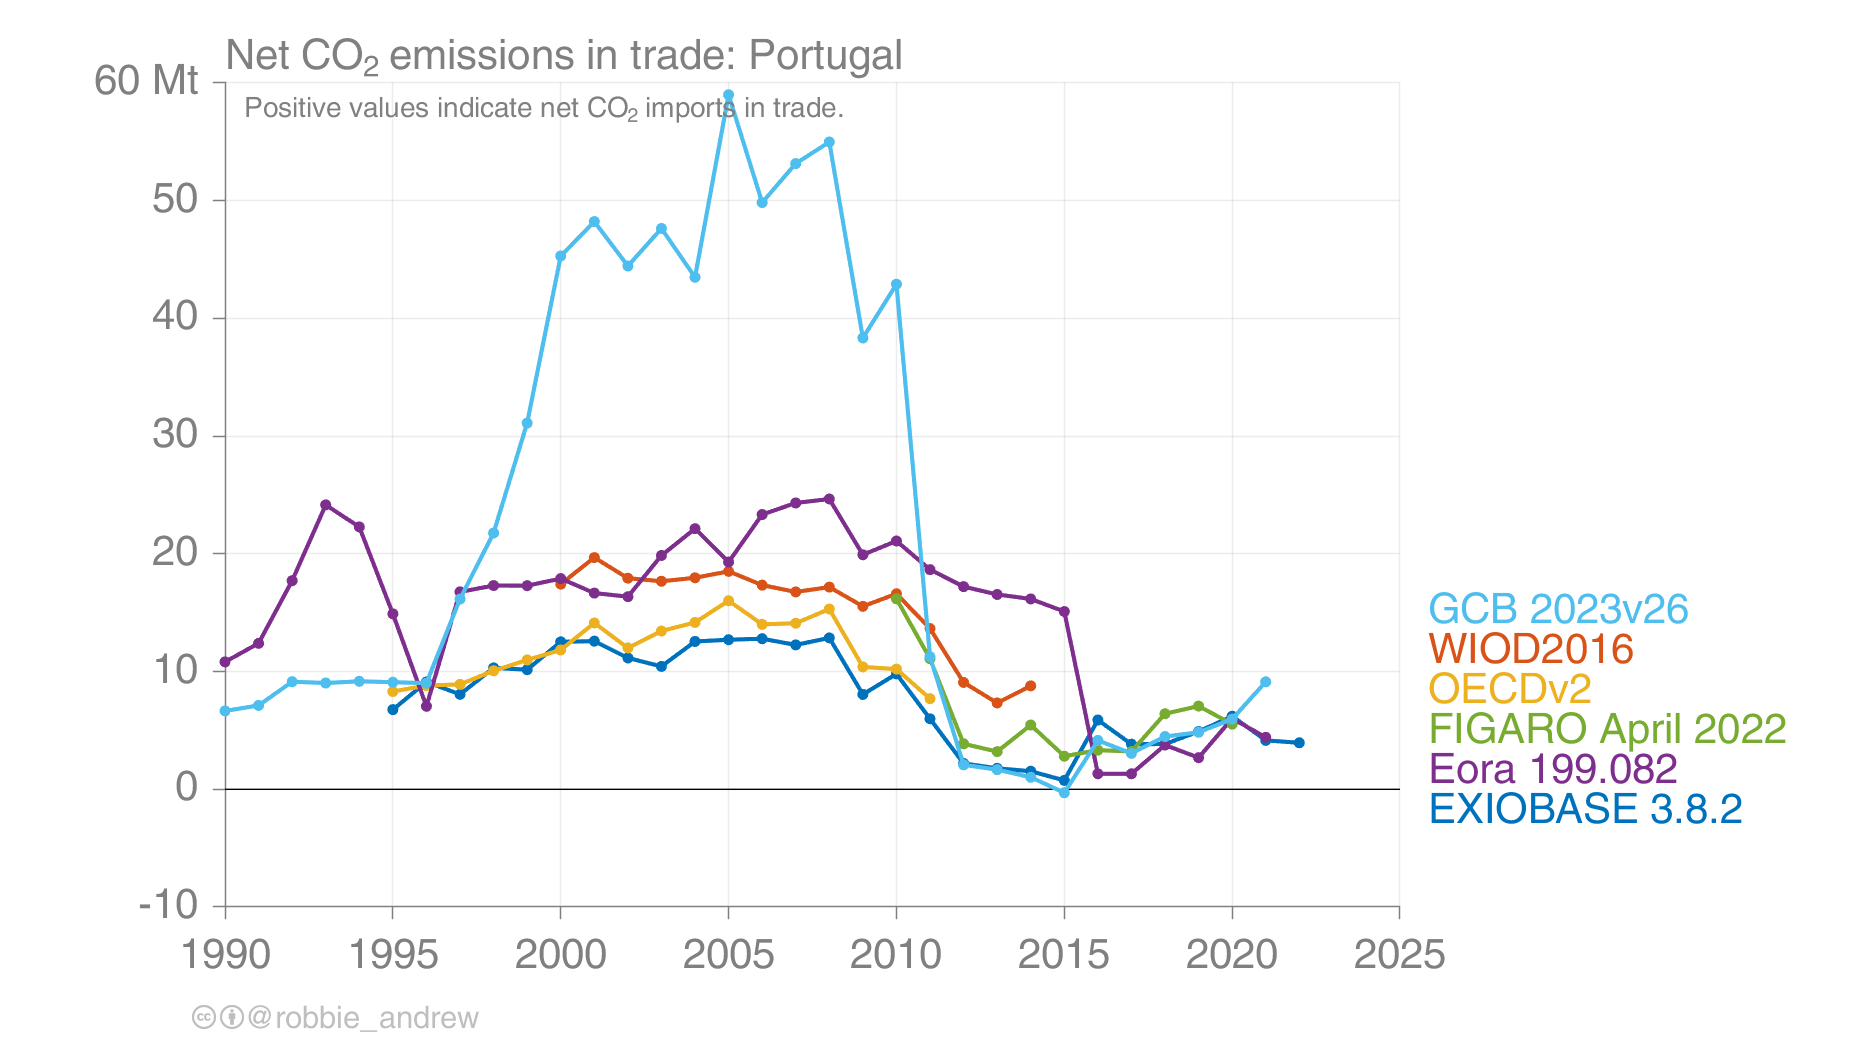 Net CO₂ emissions in trade: Portugal
60 Mt
Positive values indicate net CO₂ imports in trade.
50
40
30
20
10
0
-10
1990 1995 2000 2005 2010 2015 2020 2025
GCB 2023v26
WIOD2016
OECDv2
FIGARO April 2022
Eora 199.082
EXIOBASE 3.8.2
cc @robbie_andrew